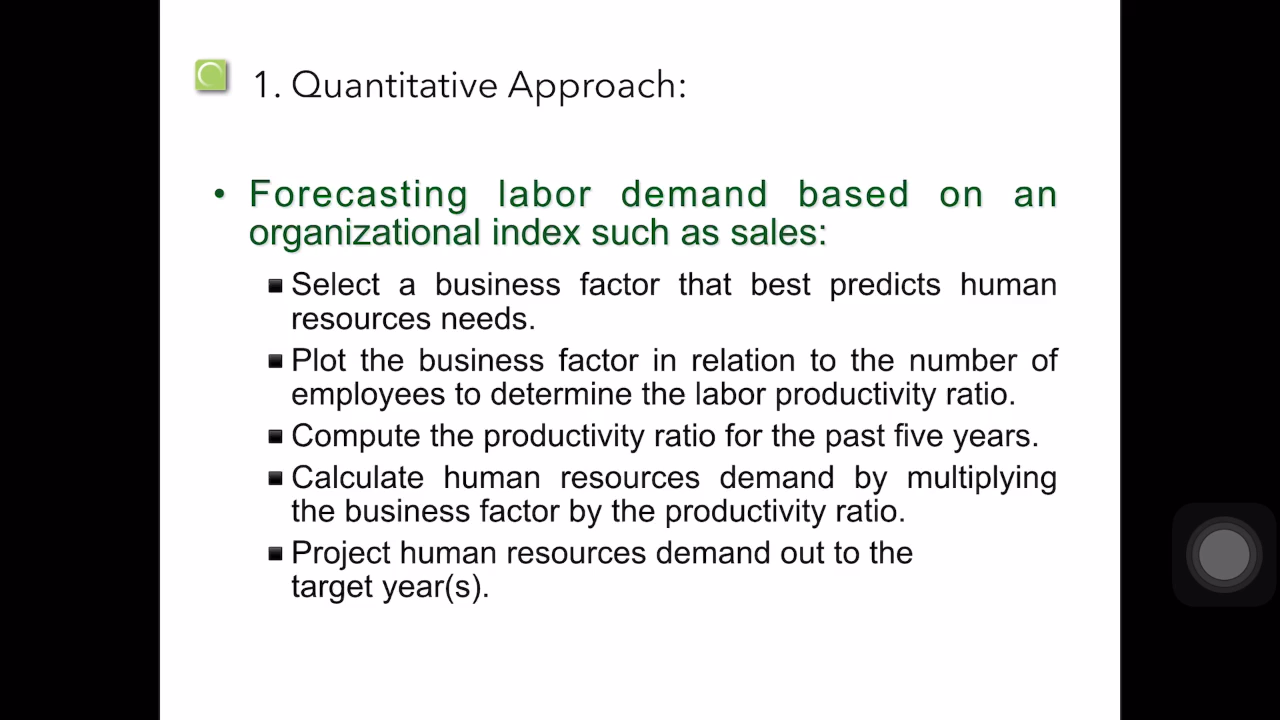 1. Quantitative Approach:
• Forecasting labor demand based on an
organizational index such as sales:
Select a business factor that best predicts human
resources needs.
Plot the business factor in relation to the number of
employees to determine the labor productivity ratio.
Compute the productivity ratio for the past five years.
Calculate human resources demand by multiplying
the business factor by the productivity ratio.
Project human resources demand out to the
target year(s).